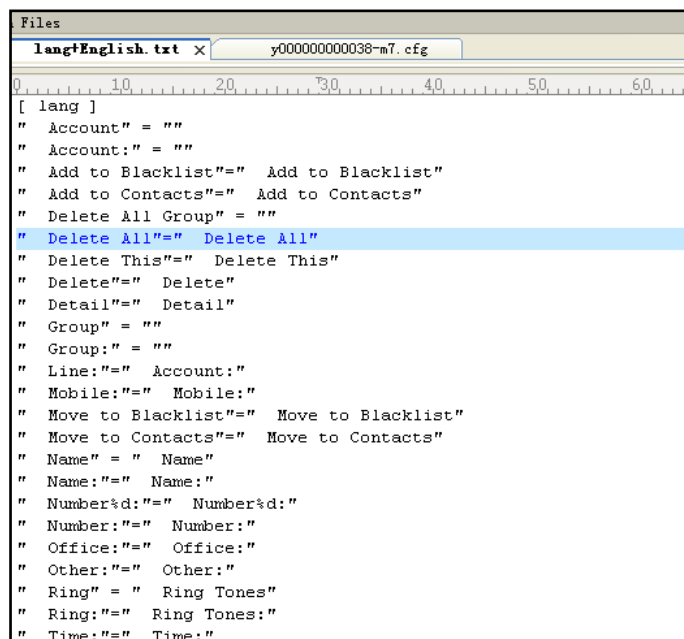 Files
lang+English.txt × y000000000038-m7.cfg
0 10 20 30 40 50 60
[ lang ]
"  Account" = ""
"  Account:" = ""
"  Add to Blacklist"="  Add to Blacklist"
"  Add to Contacts"="  Add to Contacts"
"  Delete All Group" = ""
"  Delete All"="  Delete All"
"  Delete This"="  Delete This"
"  Delete"="  Delete"
"  Detail"="  Detail"
"  Group" = ""
"  Group:" = ""
"  Line:"="  Account:"
"  Mobile:"="  Mobile:"
"  Move to Blacklist"="  Move to Blacklist"
"  Move to Contacts"="  Move to Contacts"
"  Name" = "  Name"
"  Name:"="  Name:"
"  Number%d:"="  Number%d:"
"  Number:"="  Number:"
"  Office:"="  Office:"
"  Other:"="  Other:"
"  Ring" = "  Ring Tones"
"  Ring:"="  Ring Tones:"
"  Time:"="  Time:"